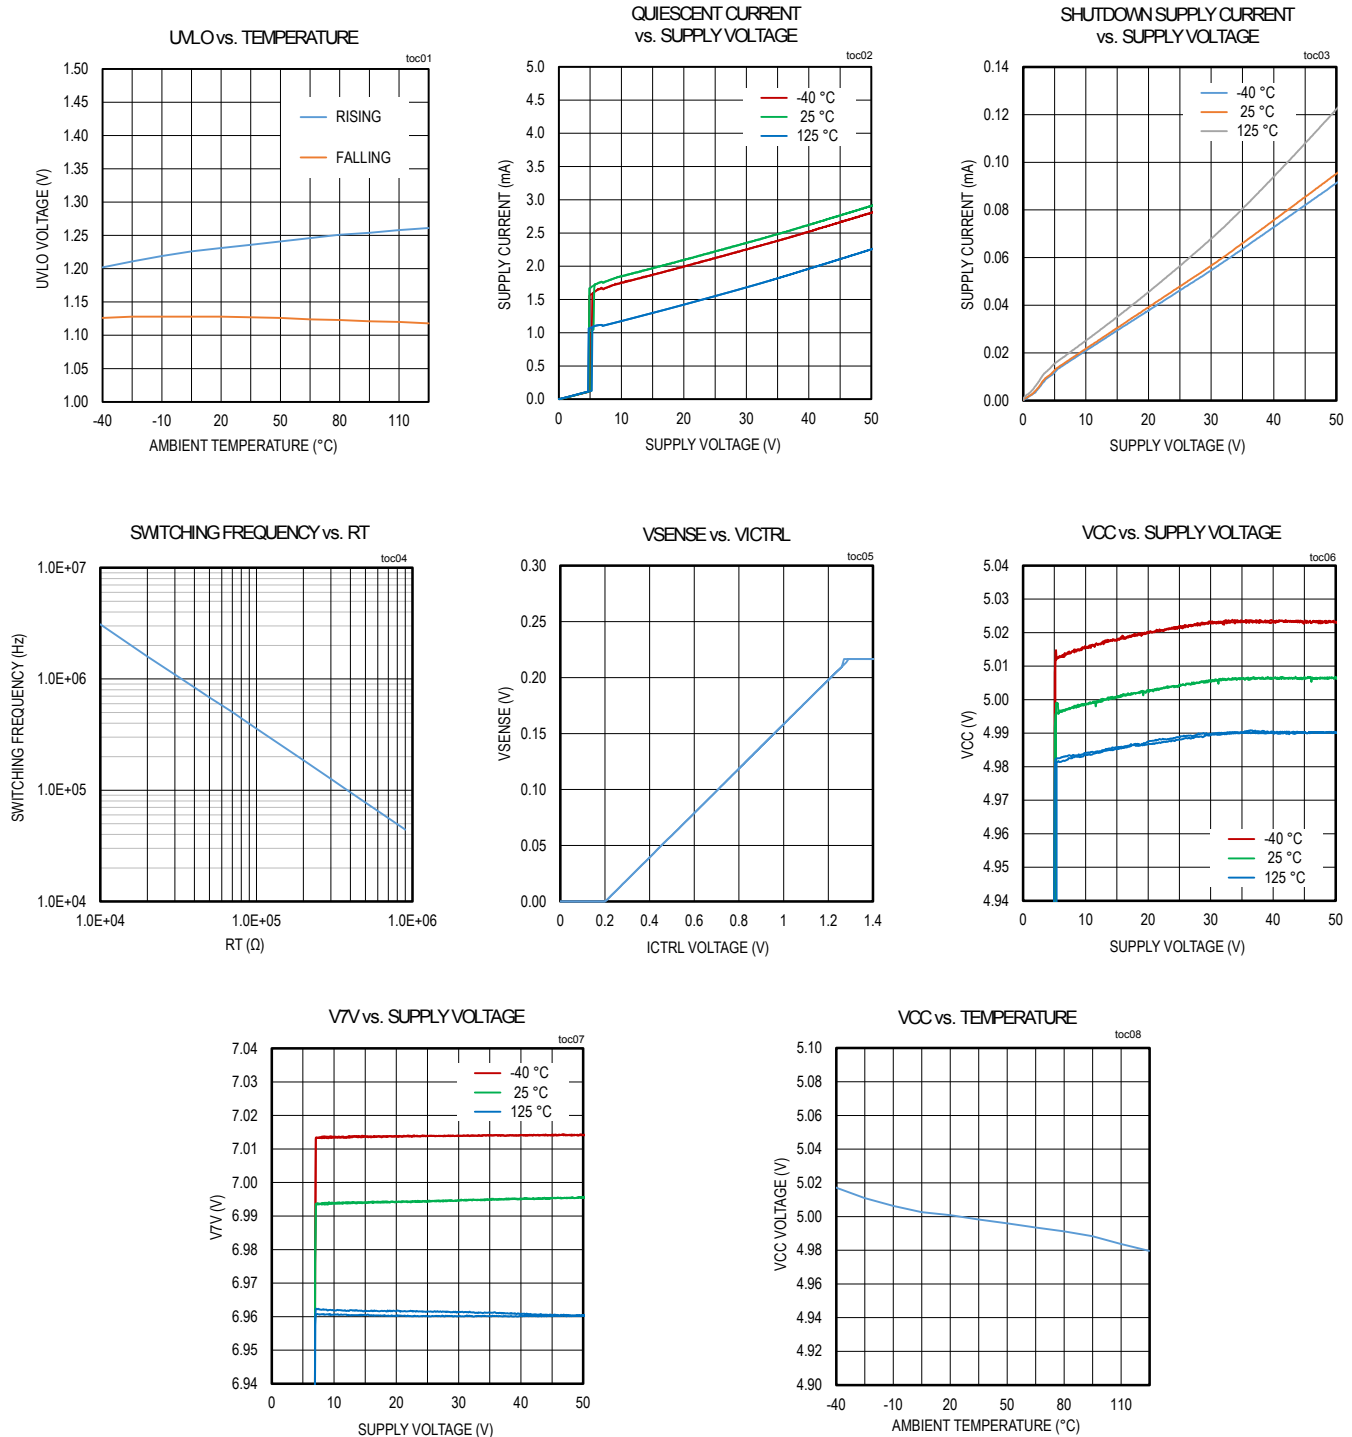 UVLO vs. TEMPERATURE
toc01
1.50
1.45
1.40
1.35
1.30
1.25
1.20
1.15
1.10
1.05
1.00
UVLO VOLTAGE (V)
RISING
FALLING
-40
-10
20
50
80
110
AMBIENT TEMPERATURE (°C)
QUIESCENT CURRENT
vs. SUPPLY VOLTAGE
toc02
5.0
4.5
4.0
3.5
3.0
2.5
2.0
1.5
1.0
0.5
0.0
SUPPLY CURRENT (mA)
-40 °C
25 °C
125 °C
0
10
20
30
40
50
SUPPLY VOLTAGE (V)
SHUTDOWN SUPPLY CURRENT
vs. SUPPLY VOLTAGE
toc03
0.14
0.12
0.10
0.08
0.06
0.04
0.02
0.00
SUPPLY CURRENT (mA)
-40 °C
25 °C
125 °C
0
10
20
30
40
50
SUPPLY VOLTAGE (V)
SWITCHING FREQUENCY vs. RT
toc04
1.0E+07
1.0E+06
1.0E+05
1.0E+04
SWITCHING FREQUENCY (Hz)
1.0E+04
1.0E+05
1.0E+06
RT (Ω)
VSENSE vs. VICTRL
toc05
0.30
0.25
0.20
0.15
0.10
0.05
0.00
VSENSE (V)
0
0.2
0.4
0.6
0.8
1
1.2
1.4
ICTRL VOLTAGE (V)
VCC vs. SUPPLY VOLTAGE
toc06
5.04
5.03
5.02
5.01
5.00
4.99
4.98
4.97
4.96
4.95
4.94
VCC (V)
-40 °C
25 °C
125 °C
0
10
20
30
40
50
SUPPLY VOLTAGE (V)
V7V vs. SUPPLY VOLTAGE
toc07
7.04
7.03
7.02
7.01
7.00
6.99
6.98
6.97
6.96
6.95
6.94
V7V (V)
-40 °C
25 °C
125 °C
0
10
20
30
40
50
SUPPLY VOLTAGE (V)
VCC vs. TEMPERATURE
toc08
5.10
5.08
5.06
5.04
5.02
5.00
4.98
4.96
4.94
4.92
4.90
VCC VOLTAGE (V)
-40
-10
20
50
80
110
AMBIENT TEMPERATURE (°C)